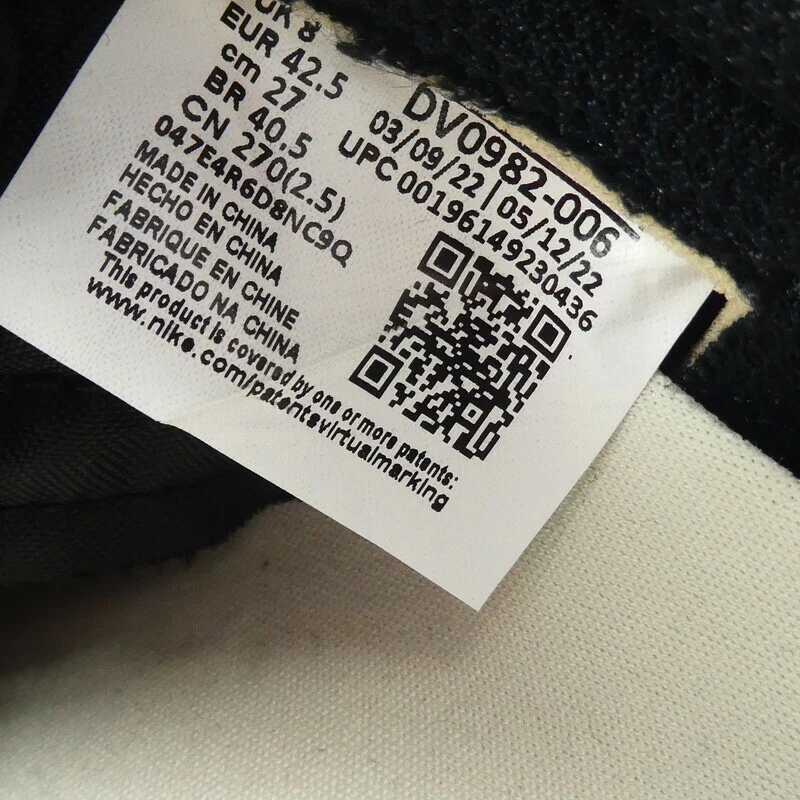 UK 8
EUR 42.5
cm 27
BR 40.5
CN 270(2.5)
047E4R6D8NC9Q
MADE IN CHINA
HECHO EN CHINA
FABRIQUE EN CHINE
FABRICADO NA CHINA
This product is covered by one or more patents:
www.nike.com/patentsvirtualmarking
DV0982-006
03/09/22 | 05/12/22
UPC 00196149230436